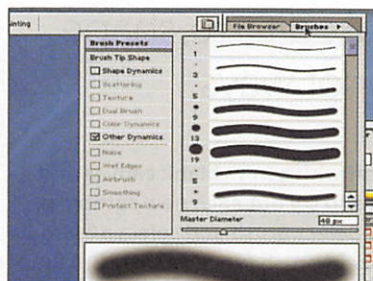 inting
File Browser
Brushes
Brush Presets
Brush Tip Shape
Shape Dynamics
Scattering
Texture
Dual Brush
Color Dynamics
Other Dynamics
Noise
Wet Edges
Airbrush
Smoothing
Protect Texture
1
3
5
9
13
19
5
9
Master Diameter
48 px